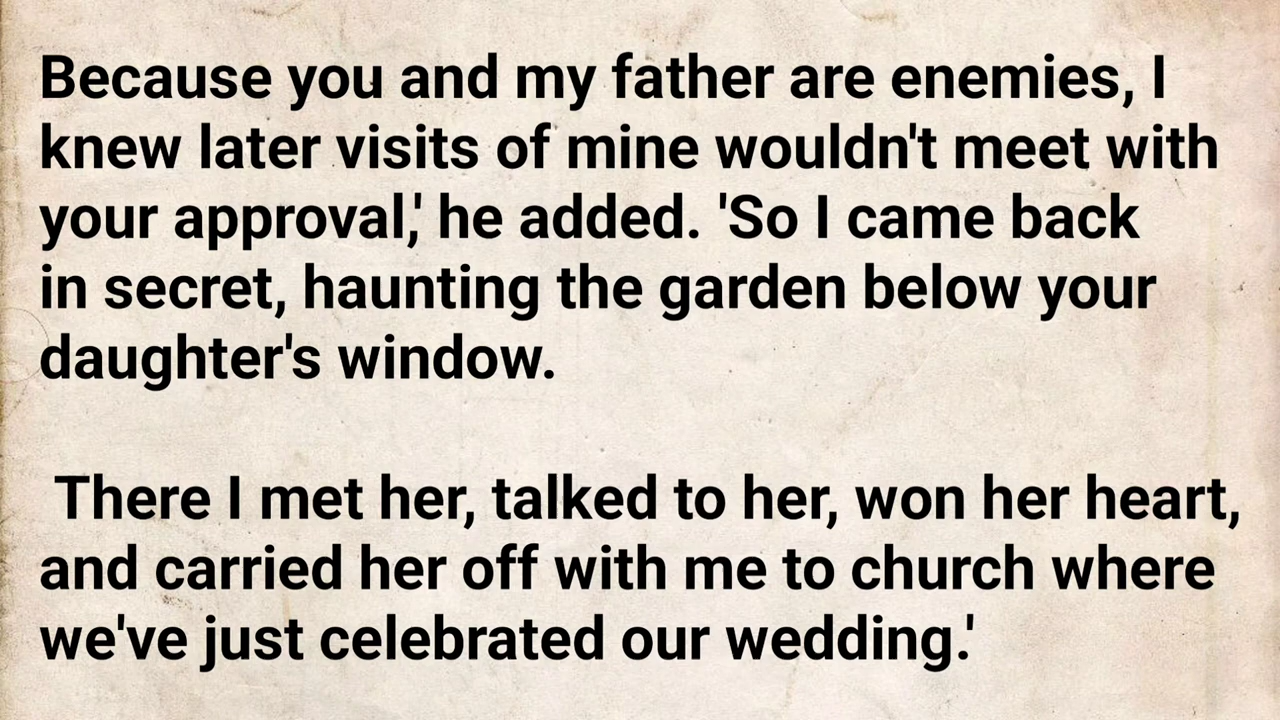 Because you and my father are enemies, I
knew later visits of mine wouldn't meet with
your approval,' he added. 'So I came back
in secret, haunting the garden below your
daughter's window.
There I met her, talked to her, won her heart,
and carried her off with me to church where
we've just celebrated our wedding.'